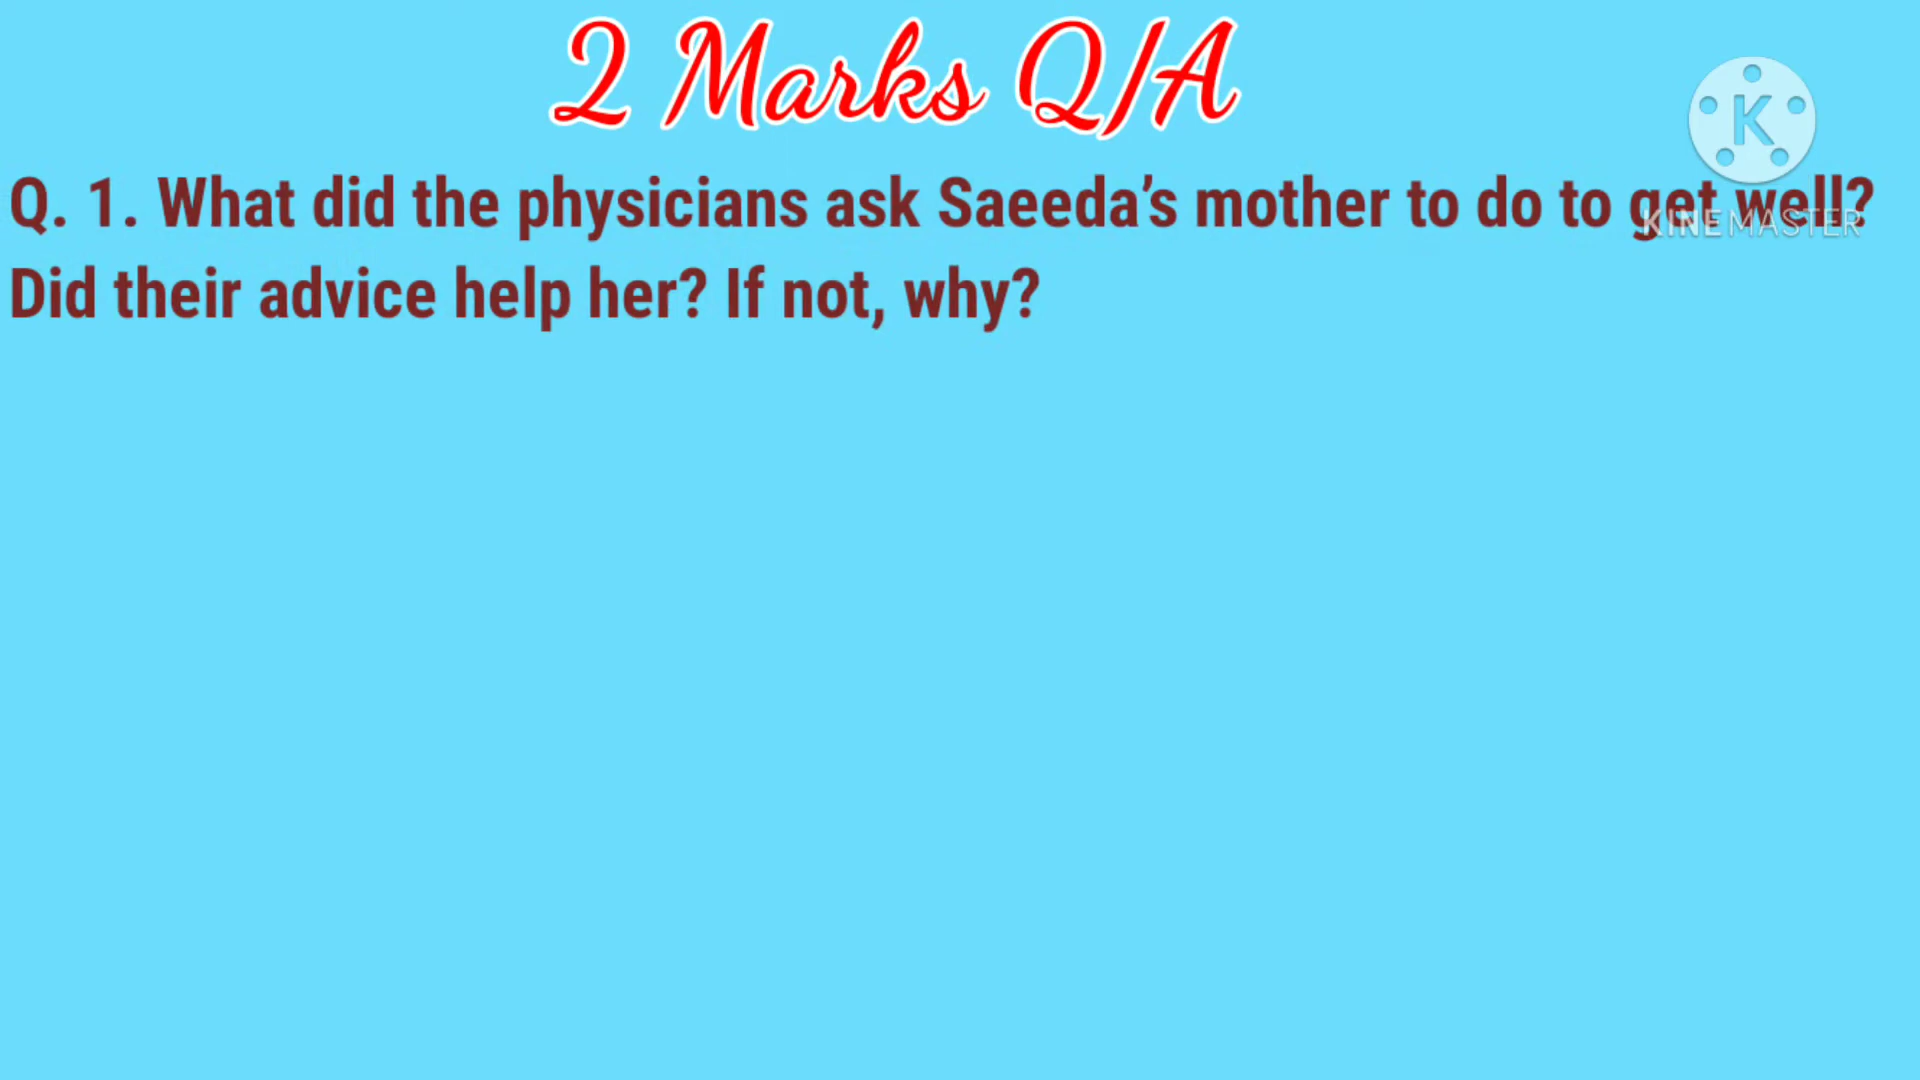 2 Marks Q/A
K
Q. 1. What did the physicians ask Saeeda’s mother to do to get well?
KINEMASTER
Did their advice help her? If not, why?